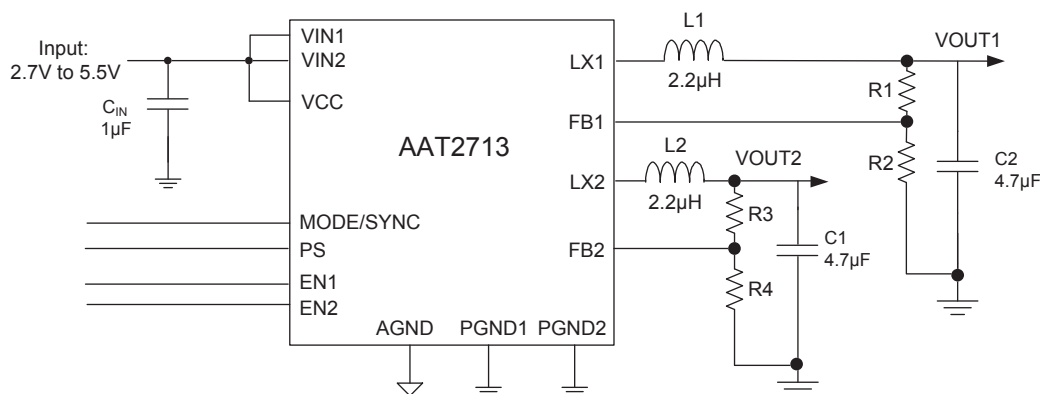 Input:
2.7V to 5.5V
CIN
1µF
VIN1
VIN2
VCC
MODE/SYNC
PS
EN1
EN2
AAT2713
AGND
PGND1
PGND2
LX1
FB1
LX2
FB2
L1
2.2µH
L2
2.2µH
VOUT1
VOUT2
R1
R2
R3
R4
C1
4.7µF
C2
4.7µF